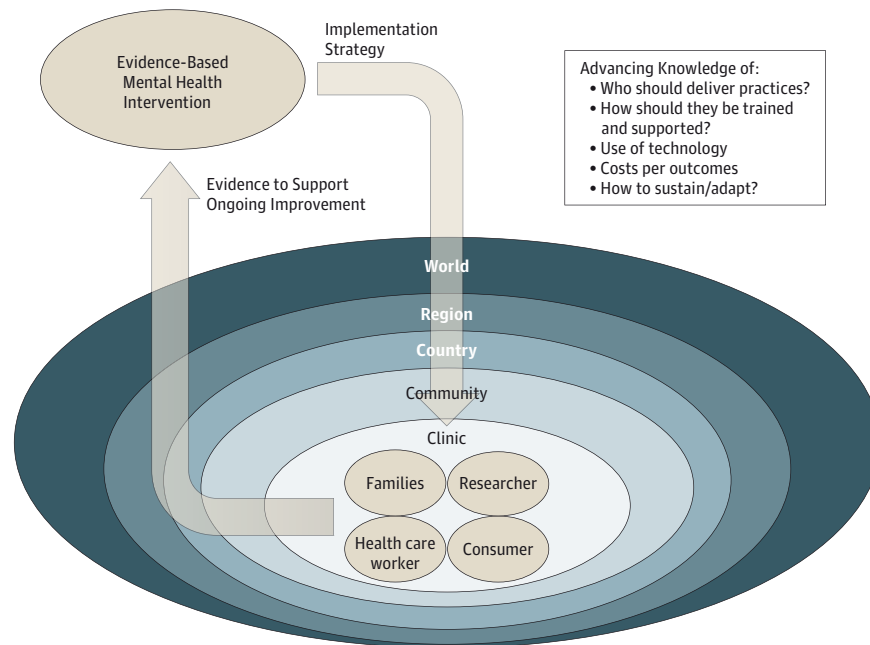 Evidence-Based
Mental Health
Intervention
Implementation
Strategy
Advancing Knowledge of:
• Who should deliver practices?
• How should they be trained
and supported?
• Use of technology
• Costs per outcomes
• How to sustain/adapt?
Evidence to Support
Ongoing Improvement
World
Region
Country
Community
Clinic
Families
Researcher
Health care
worker
Consumer